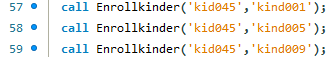 57 call Enrollkinder('kid045','kind001');
58 call Enrollkinder('kid045','kind005');
59 call Enrollkinder('kid045','kind009');